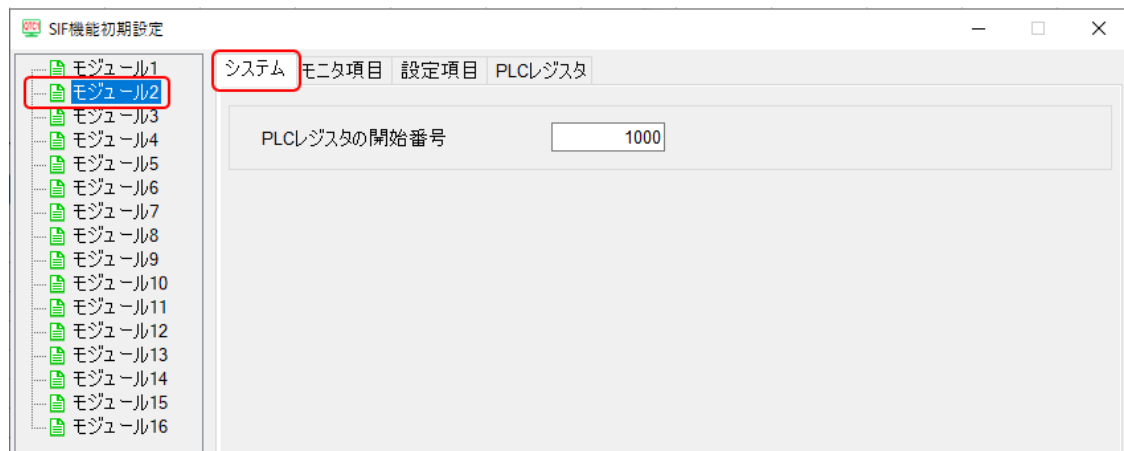 QTC1 SIF機能初期設定
モジュール1
モジュール2
モジュール3
モジュール4
モジュール5
モジュール6
モジュール7
モジュール8
モジュール9
モジュール10
モジュール11
モジュール12
モジュール13
モジュール14
モジュール15
モジュール16
システム モニタ項目 設定項目 PLCレジスタ
PLCレジスタの開始番号 1000